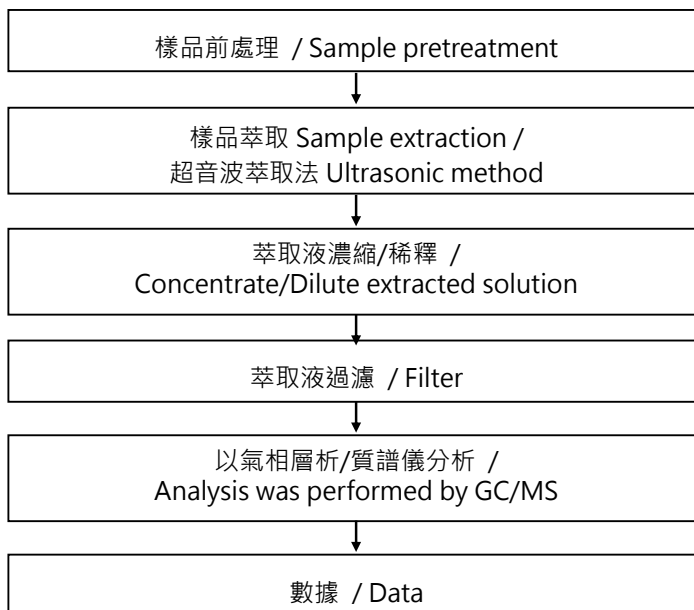 樣品前處理 / Sample pretreatment
樣品萃取 Sample extraction /
超音波萃取法 Ultrasonic method
萃取液濃縮/稀釋 /
Concentrate/Dilute extracted solution
萃取液過濾 / Filter
以氣相層析/質譜儀分析 /
Analysis was performed by GC/MS
數據 / Data